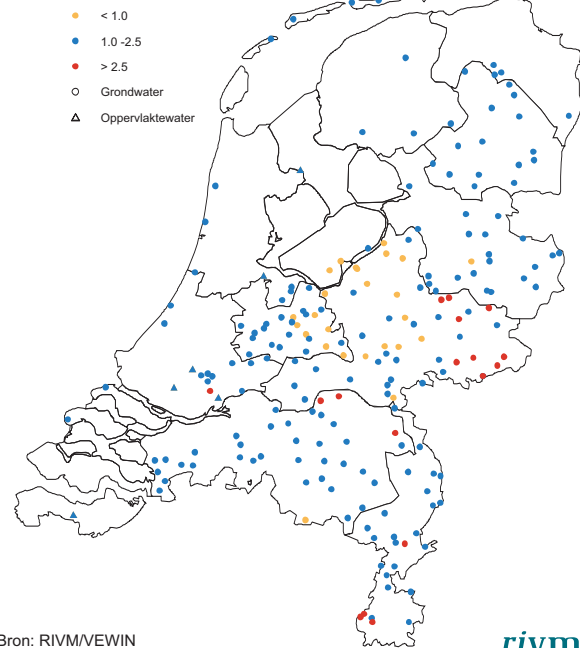 < 1.0
1.0 -2.5
> 2.5
Grondwater
Oppervlaktewater
Bron: RIVM/VEWIN
rivm